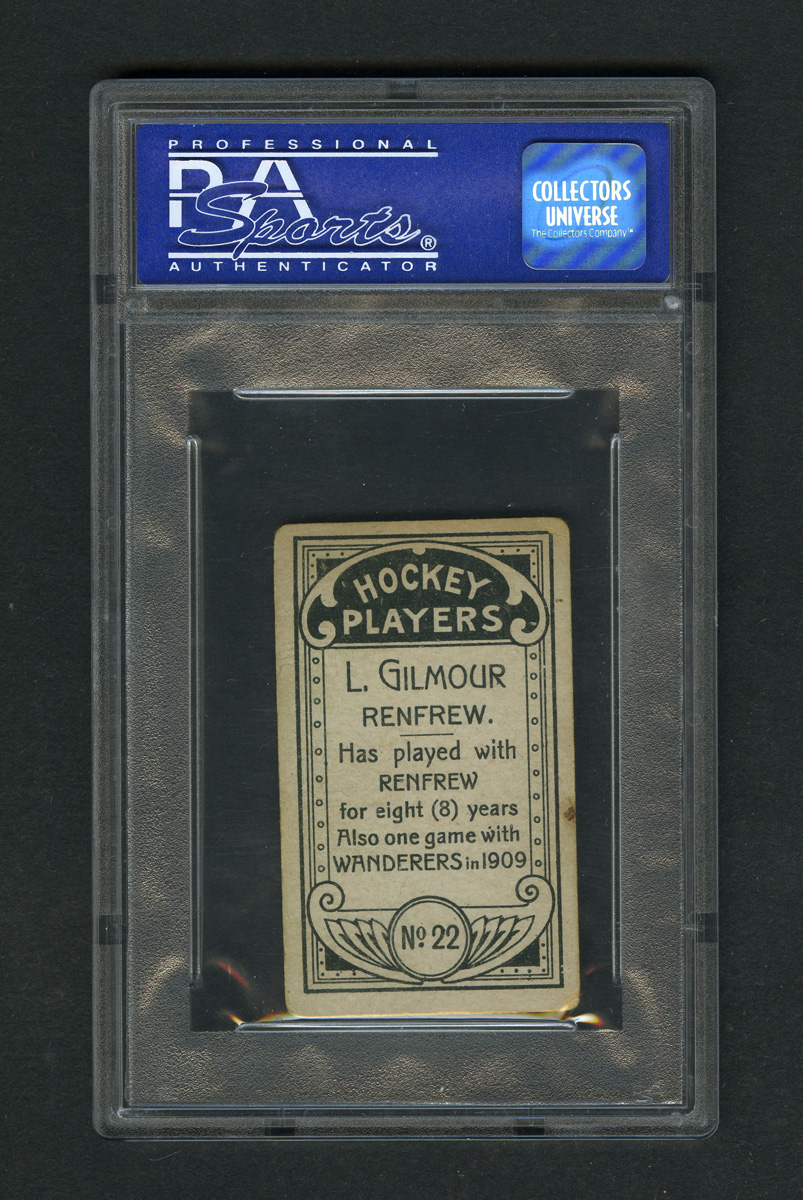 PROFESSIONAL
PSA
Sports®
AUTHENTICATOR
COLLECTORS
UNIVERSE
The Collectors Company™
HOCKEY
PLAYERS
L. GILMOUR
RENFREW.
Has played with
RENFREW
for eight (8) years
Also one game with
WANDERERS in 1909
No. 22